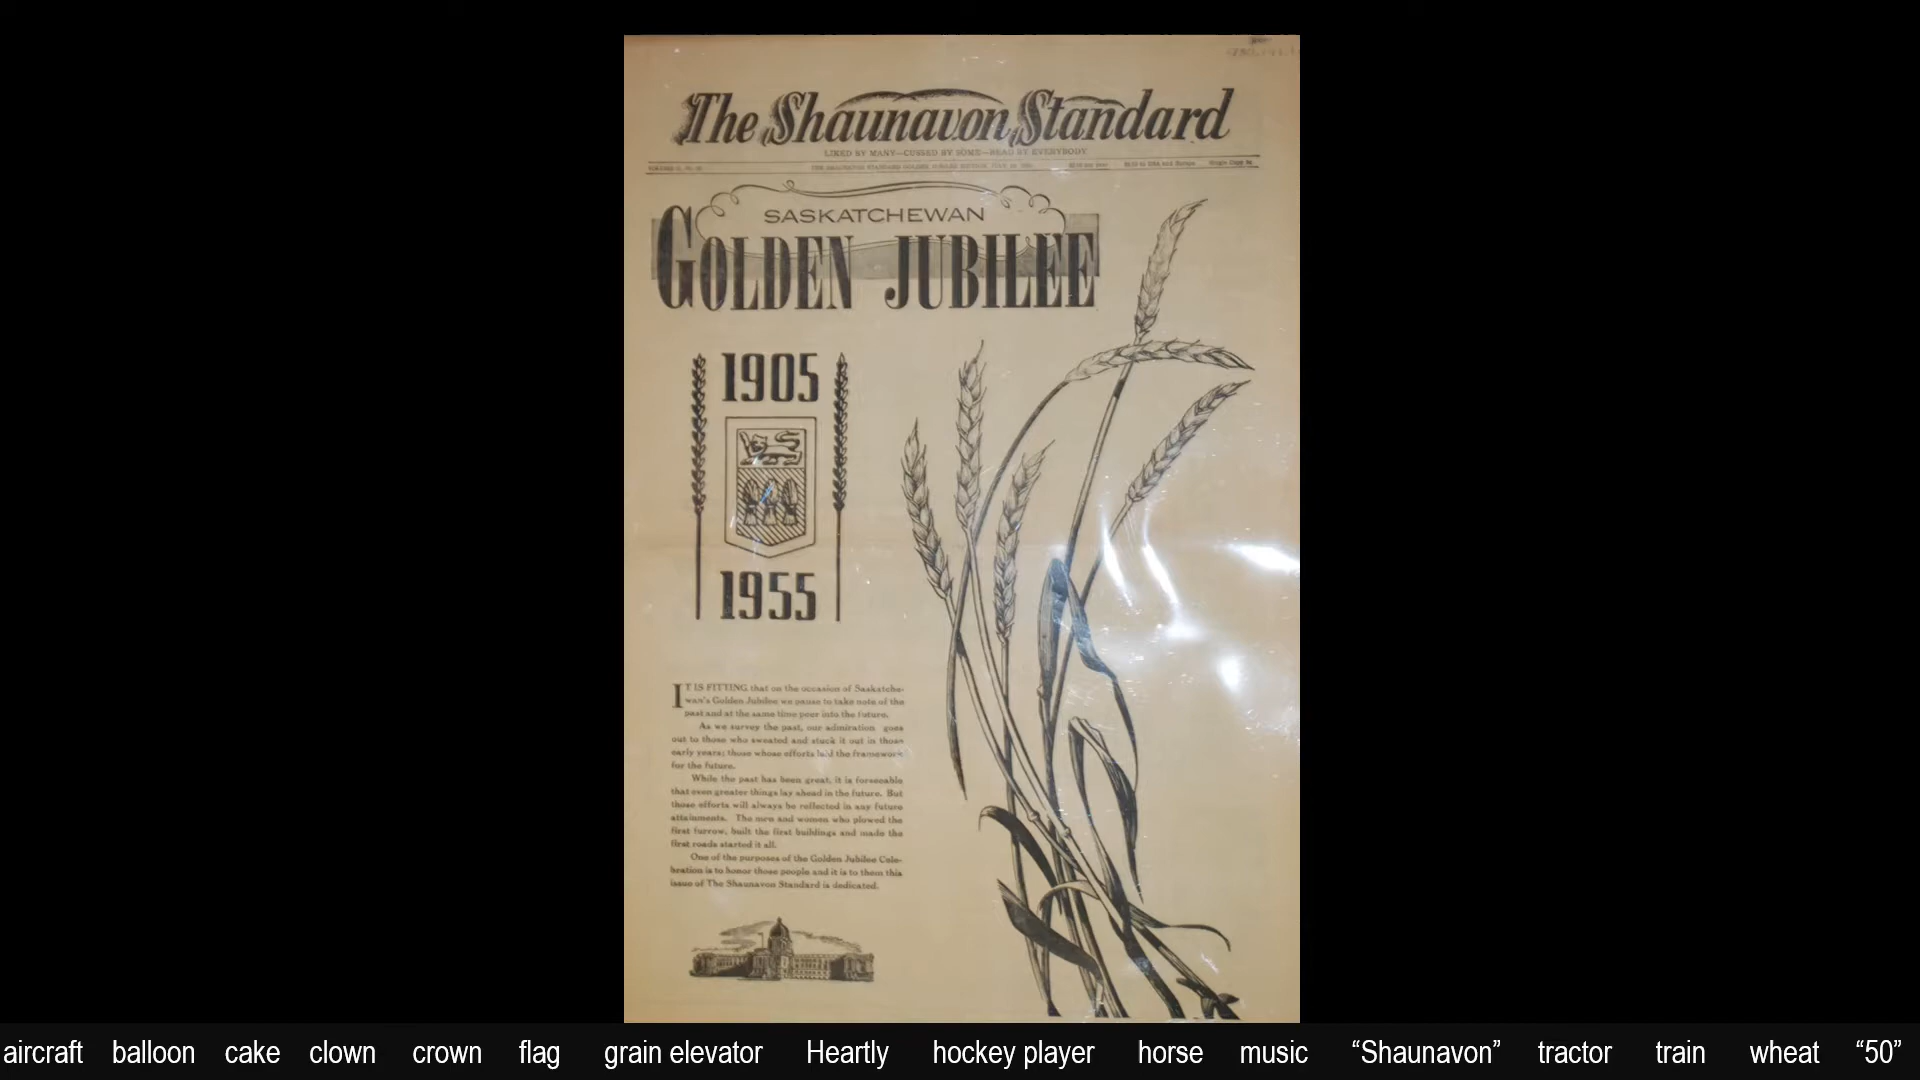 The Shaunavon Standard
LIKED BY MANY—CUSSED BY SOME—READ BY EVERYBODY
THE SHAUNAVON STANDARD GOLDEN JUBILEE EDITION, JULY
Single Copy
SASKATCHEWAN
GOLDEN JUBILEE
1905
1955
IT IS FITTING that on the occasion of Saskatche-
wan's Golden Jubilee we pause to take note of the
past and at the same time peer into the future.
As we survey the past, our admiration goes
out to those who sweated and stuck it out in those
early years; those whose efforts laid the framework
for the future.
While the past has been great, it is forseeable
that even greater things lay ahead in the future. But
those efforts will always be reflected in any future
attainments. The men and women who plowed the
first furrow, built the first buildings and made the
first roads started it all.
One of the purposes of the Golden Jubilee Cele-
bration is to honor those people and it is to them this
issue of The Shaunavon Standard is dedicated.
aircraft balloon cake clown crown flag grain elevator Heartly hockey player horse music “Shaunavon” tractor train wheat “50”